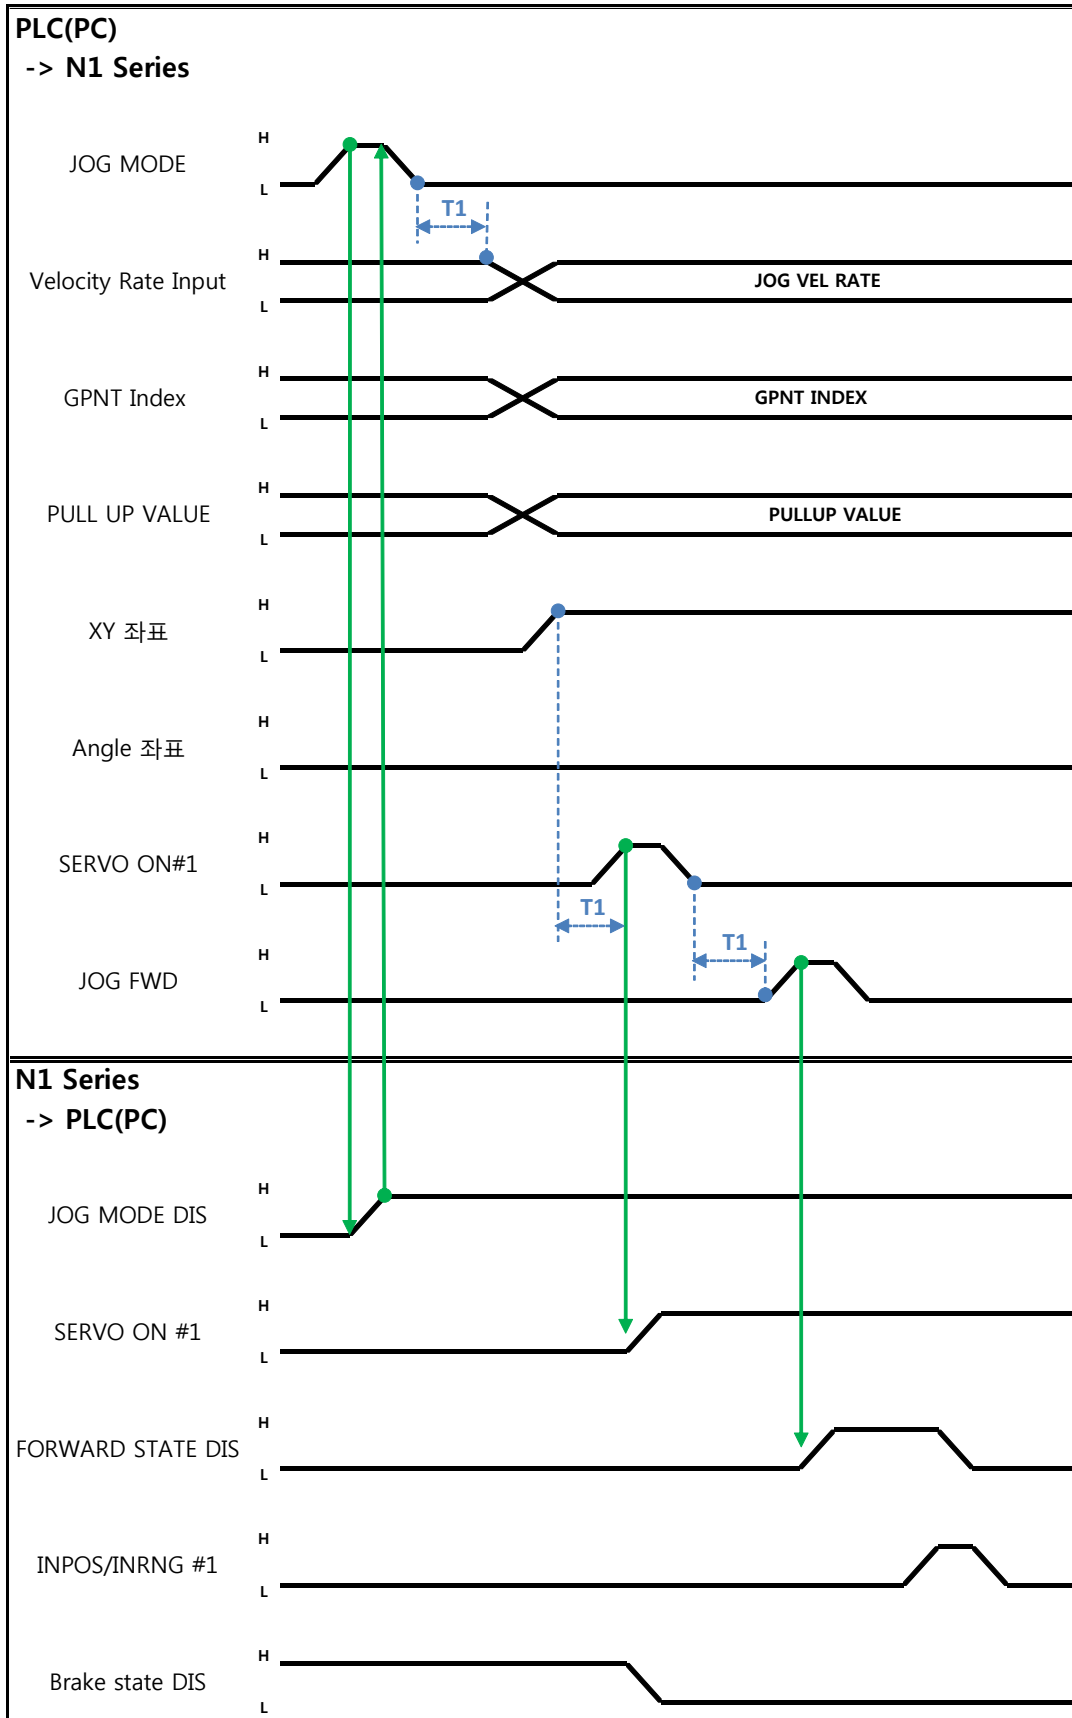 PLC(PC)
-> N1 Series
JOG MODE
H
L
T1
Velocity Rate Input
H
L
JOG VEL RATE
GPNT Index
H
L
GPNT INDEX
PULL UP VALUE
H
L
PULLUP VALUE
XY 좌표
H
L
Angle 좌표
H
L
SERVO ON#1
H
L
T1
T1
JOG FWD
H
L
N1 Series
-> PLC(PC)
JOG MODE DIS
H
L
SERVO ON #1
H
L
FORWARD STATE DIS
H
L
INPOS/INRNG #1
H
L
Brake state DIS
H
L